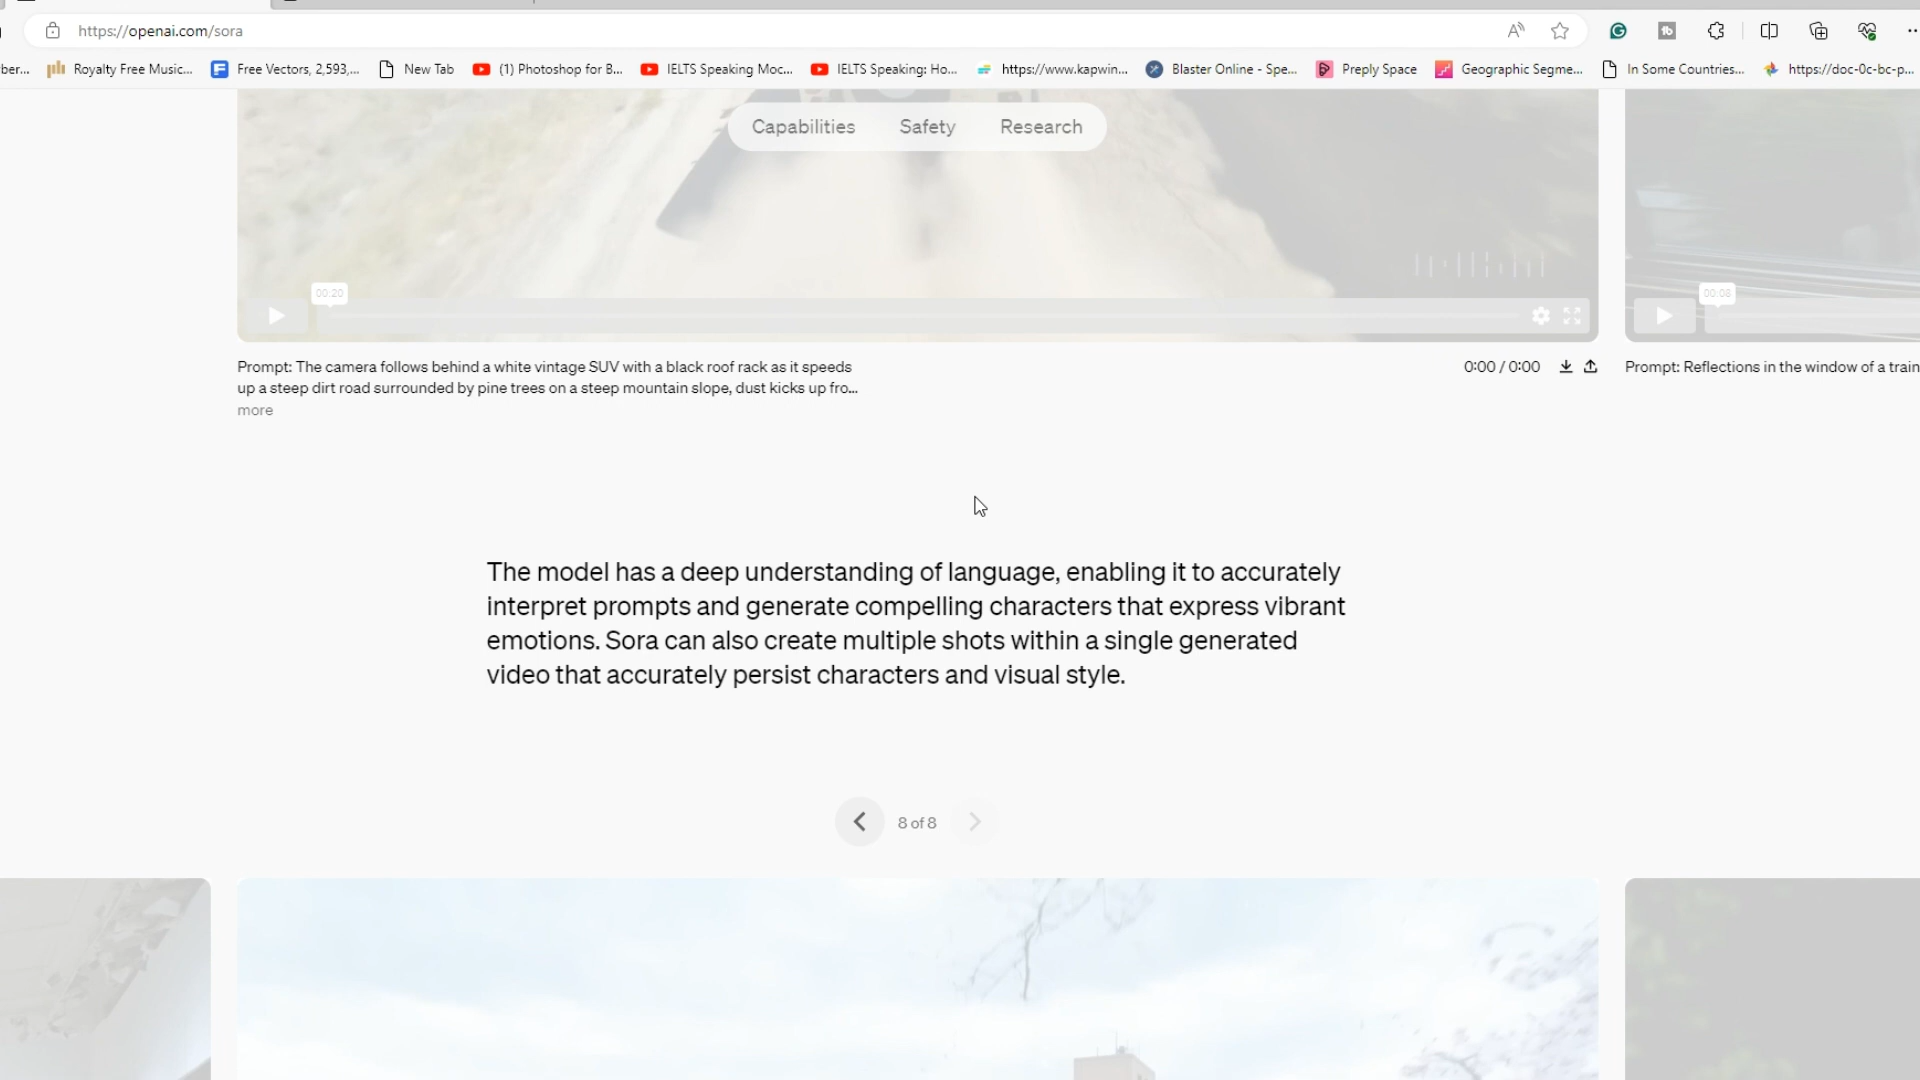 https://openai.com/sora
ber...
Royalty Free Music...
Free Vectors, 2,593,...
New Tab
(1) Photoshop for B...
IELTS Speaking Moc...
IELTS Speaking: Ho...
https://www.kapwin...
Blaster Online - Spe...
Preply Space
Geographic Segme...
In Some Countries...
https://doc-0c-bc-p...
Capabilities
Safety
Research
00:20
00:08
Prompt: The camera follows behind a white vintage SUV with a black roof rack as it speeds
up a steep dirt road surrounded by pine trees on a steep mountain slope, dust kicks up fro...
more
0:00 / 0:00
Prompt: Reflections in the window of a train
The model has a deep understanding of language, enabling it to accurately
interpret prompts and generate compelling characters that express vibrant
emotions. Sora can also create multiple shots within a single generated
video that accurately persist characters and visual style.
8 of 8